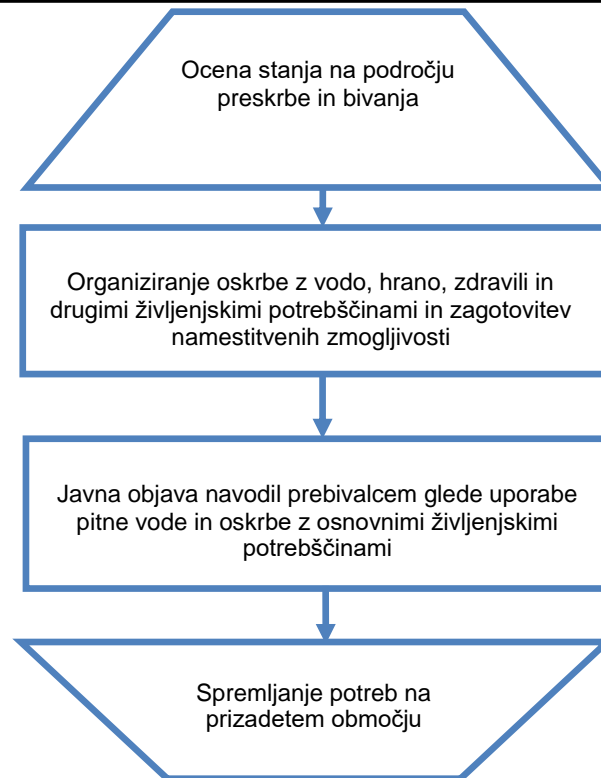 Ocena stanja na področju
preskrbe in bivanja
Organiziranje oskrbe z vodo, hrano, zdravili in
drugimi življenjskimi potrebščinami in zagotovitev
namestitvenih zmogljivosti
Javna objava navodil prebivalcem glede uporabe
pitne vode in oskrbe z osnovnimi življenjskimi
potrebščinami
Spremljanje potreb na
prizadetem območju